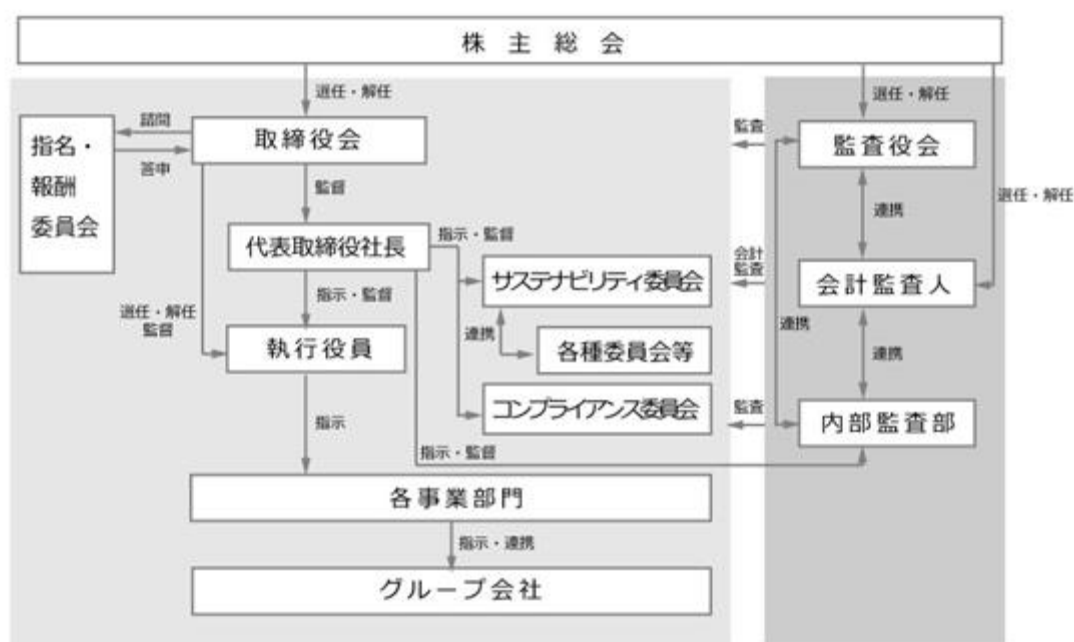 株主総会
選任・解任
選任・解任
諮問
取締役会
監査
監査役会
指名・
報酬
委員会
答申
監督
選任・解任
連携
代表取締役社長
指示・監督
会計
監査
サステナビリティ委員会
会計監査人
指示・監督
選任・解任
監督
連携
連携
執行役員
各種委員会等
連携
コンプライアンス委員会
監査
内部監査部
指示
指示・監督
各事業部門
指示・連携
グループ会社